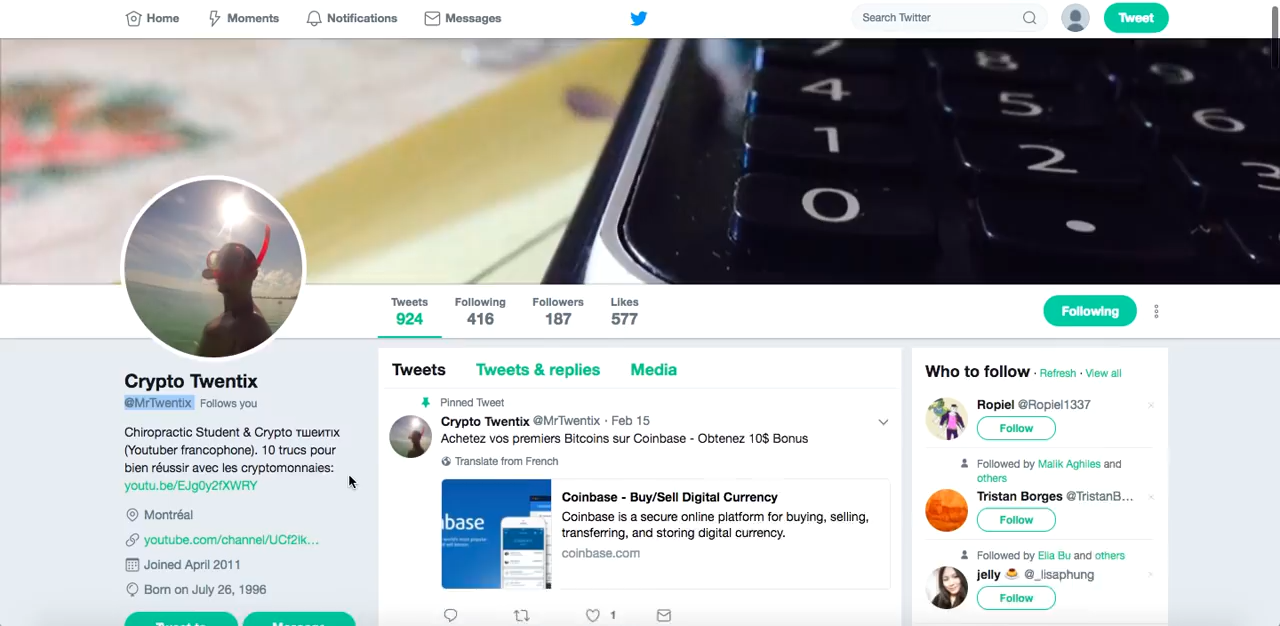 Home
Moments
Notifications
Messages
Search Twitter
Tweet
4
5
6
1
2
3
0
Tweets
924
Following
416
Followers
187
Likes
577
Following
Crypto Twentix
@MrTwentix Follows you
Chiropractic Student & Crypto тшеитіх
(Youtuber francophone). 10 trucs pour
bien réussir avec les cryptomonnaies:
youtu.be/EJg0y2fXWRY
Montréal
youtube.com/channel/UCf2lk...
Joined April 2011
Born on July 26, 1996
Tweet to
Message
Tweets
Tweets & replies
Media
Pinned Tweet
Crypto Twentix @MrTwentix · Feb 15
Achetez vos premiers Bitcoins sur Coinbase - Obtenez 10$ Bonus
Translate from French
base
Coinbase - Buy/Sell Digital Currency
Coinbase is a secure online platform for buying, selling,
transferring, and storing digital currency.
coinbase.com
1
Who to follow · Refresh · View all
Ropiel @Ropiel1337
Follow
Followed by Malik Aghiles and
others
Tristan Borges @TristanB...
Follow
Followed by Elia Bu and others
jelly 🍮 @_lisaphung
Follow